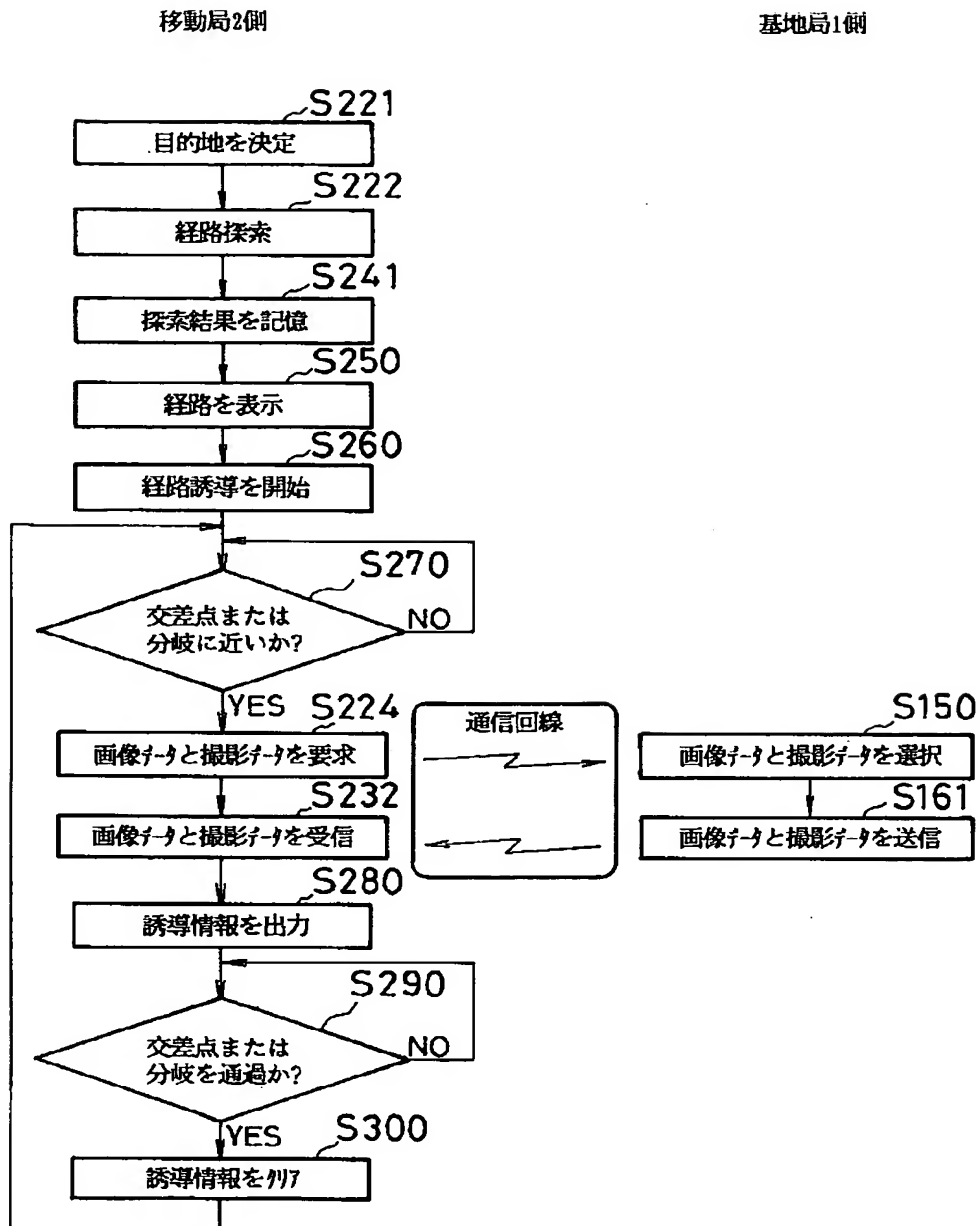 移動局2側
基地局1側
S221
目的地を決定
S222
経路探索
S241
探索結果を記憶
S250
経路を表示
S260
経路誘導を開始
S270
交差点または
分岐に近いか?
NO
YES
S224
画像データと撮影データを要求
通信回線
S150
画像データと撮影データを選択
S232
画像データと撮影データを受信
S161
画像データと撮影データを送信
S280
誘導情報を出力
S290
交差点または
分岐を通過か?
NO
YES
S300
誘導情報をクリア